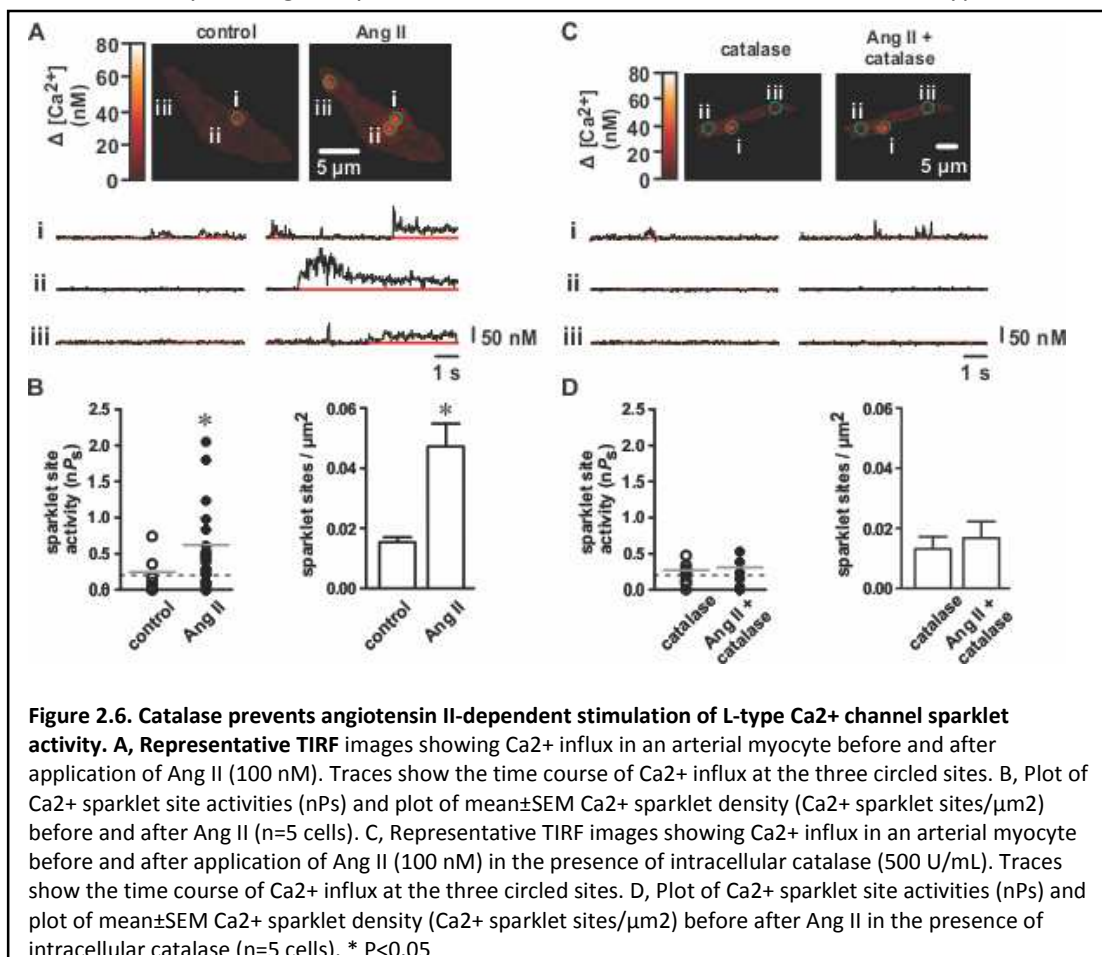 A
control
Ang II
80
60
40
20
0
Δ [Ca2+]
(nM)
i
ii
iii
i
ii
iii
5 µm
i
ii
iii
50 nM
1 s
B
2.5
2.0
1.5
1.0
0.5
0.0
sparklet site
activity (nPs)
*
control
Ang II
0.06
0.04
0.02
0.00
sparklet sites / µm2
*
control
Ang II
C
catalase
Ang II +
catalase
80
60
40
20
0
Δ [Ca2+]
(nM)
ii
iii
i
ii
iii
i
5 µm
i
ii
iii
50 nM
1 s
D
2.5
2.0
1.5
1.0
0.5
0.0
sparklet site
activity (nPs)
catalase
Ang II +
catalase
0.06
0.04
0.02
0.00
sparklet sites / µm2
catalase
Ang II +
catalase
Figure 2.6. Catalase prevents angiotensin II-dependent stimulation of L-type Ca2+ channel sparklet
activity. A, Representative TIRF images showing Ca2+ influx in an arterial myocyte before and after
application of Ang II (100 nM). Traces show the time course of Ca2+ influx at the three circled sites. B, Plot of
Ca2+ sparklet site activities (nPs) and plot of mean±SEM Ca2+ sparklet density (Ca2+ sparklet sites/µm2)
before and after Ang II (n=5 cells). C, Representative TIRF images showing Ca2+ influx in an arterial myocyte
before and after application of Ang II (100 nM) in the presence of intracellular catalase (500 U/mL). Traces
show the time course of Ca2+ influx at the three circled sites. D, Plot of Ca2+ sparklet site activities (nPs) and
plot of mean±SEM Ca2+ sparklet density (Ca2+ sparklet sites/µm2) before after Ang II in the presence of
intracellular catalase (n=5 cells). * P<0.05